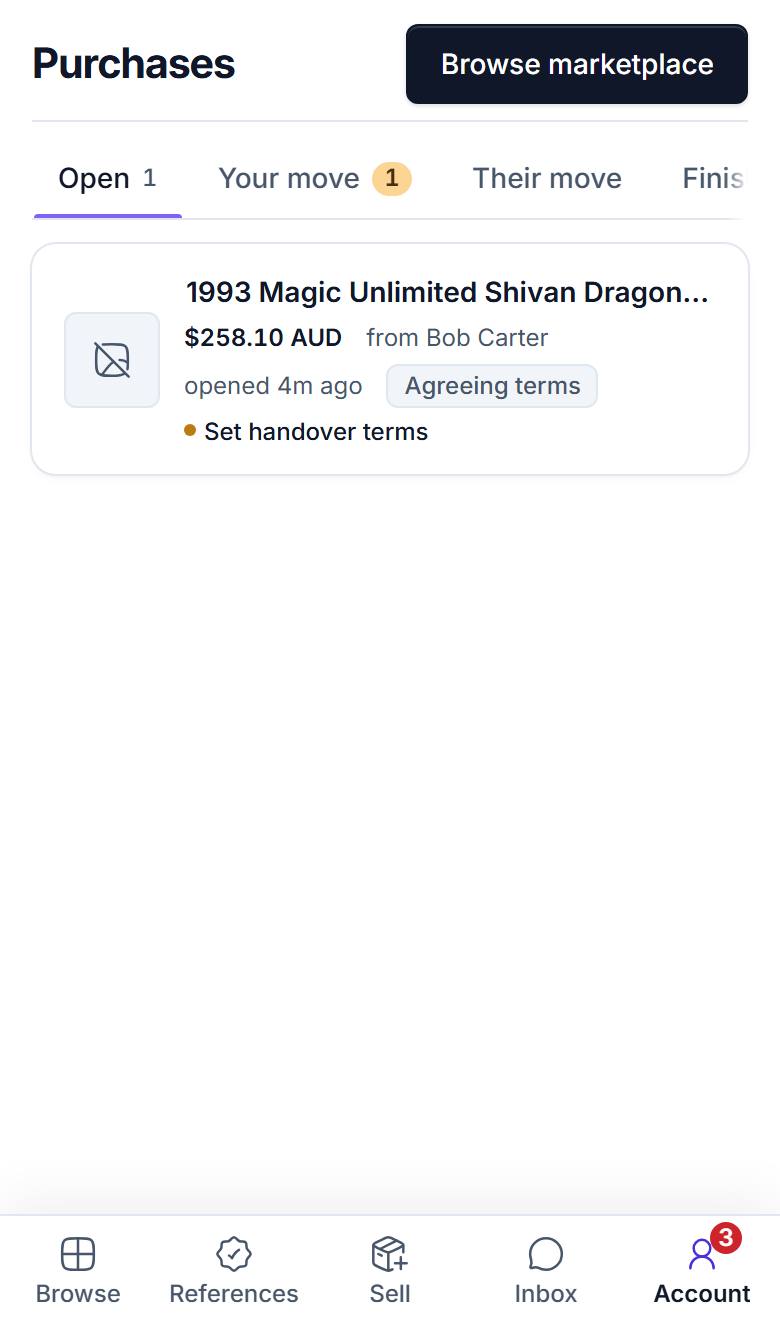 Purchases
Browse marketplace
Open 1 Your move 1 Their move Finis
1993 Magic Unlimited Shivan Dragon...
$258.10 AUD from Bob Carter
opened 4m ago Agreeing terms
Set handover terms
3
Browse References Sell Inbox Account